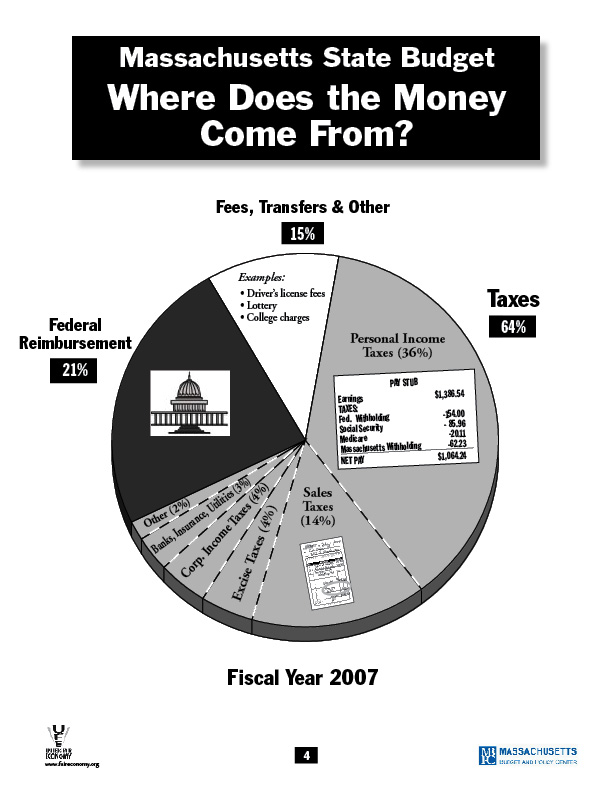 Massachusetts State Budget
Where Does the Money
Come From?
Fees, Transfers & Other
15%
Examples:
• Driver's license fees
• Lottery
• College charges
Taxes
64%
Federal
Reimbursement
21%
Personal Income
Taxes (36%)
PAY STUB
Earnings $1,386.54
TAXES:
Fed. Withholding -154.00
Social Security - 85.96
Medicare -20.11
Massachusetts Withholding -62.23
NET PAY $1,064.24
Sales
Taxes
(14%)
Other (2%)
Banks, Insurance, Utilities (3%)
Corp. Income Taxes (4%)
Excise Taxes (4%)
Fiscal Year 2007
ECONOMY
www.faireconomy.org
4
MBPC
MASSACHUSETTS
BUDGET AND POLICY CENTER